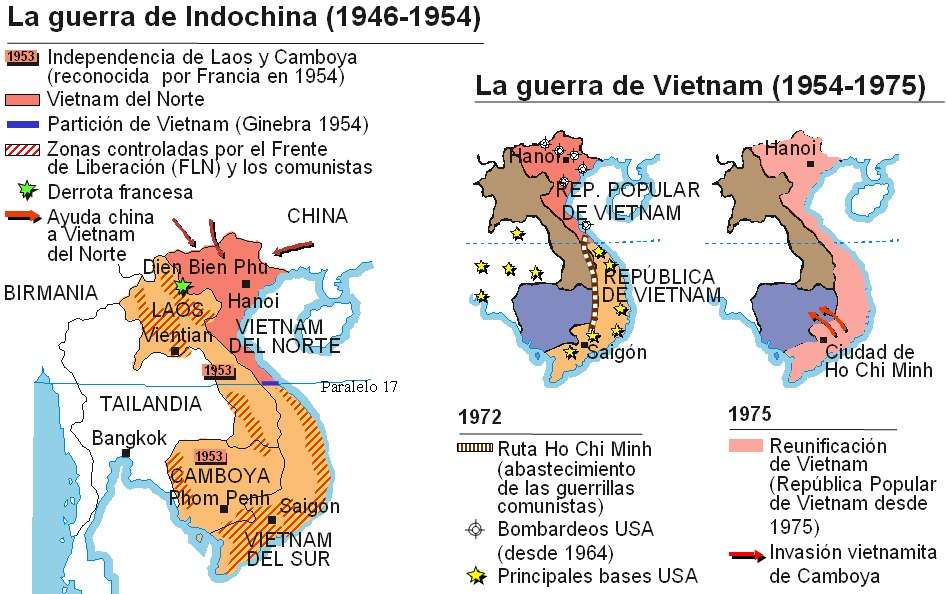 La guerra de Indochina (1946-1954)
1953 Independencia de Laos y Camboya
(reconocida por Francia en 1954)
Vietnam del Norte
Partición de Vietnam (Ginebra 1954)
Zonas controladas por el Frente
de Liberación (FLN) y los comunistas
Derrota francesa
Ayuda china
a Vietnam
del Norte
CHINA
Dien Bien Phu
BIRMANIA
Hanoi
LAOS
Vientian
VIETNAM
DEL NORTE
1953
Paralelo 17
TAILANDIA
Bangkok
1953
CAMBOYA
Phom Penh
Saigón
VIETNAM
DEL SUR
La guerra de Vietnam (1954-1975)
Hanoi
REP. POPULAR
DE VIETNAM
REPÚBLICA
DE VIETNAM
Saigón
1972
Ruta Ho Chi Minh
(abastecimiento
de las guerrillas
comunistas)
Bombardeos USA
(desde 1964)
Principales bases USA
Hanoi
Ciudad de
Ho Chi Minh
1975
Reunificación
de Vietnam
(República Popular
de Vietnam desde
1975)
Invasión vietnamita
de Camboya